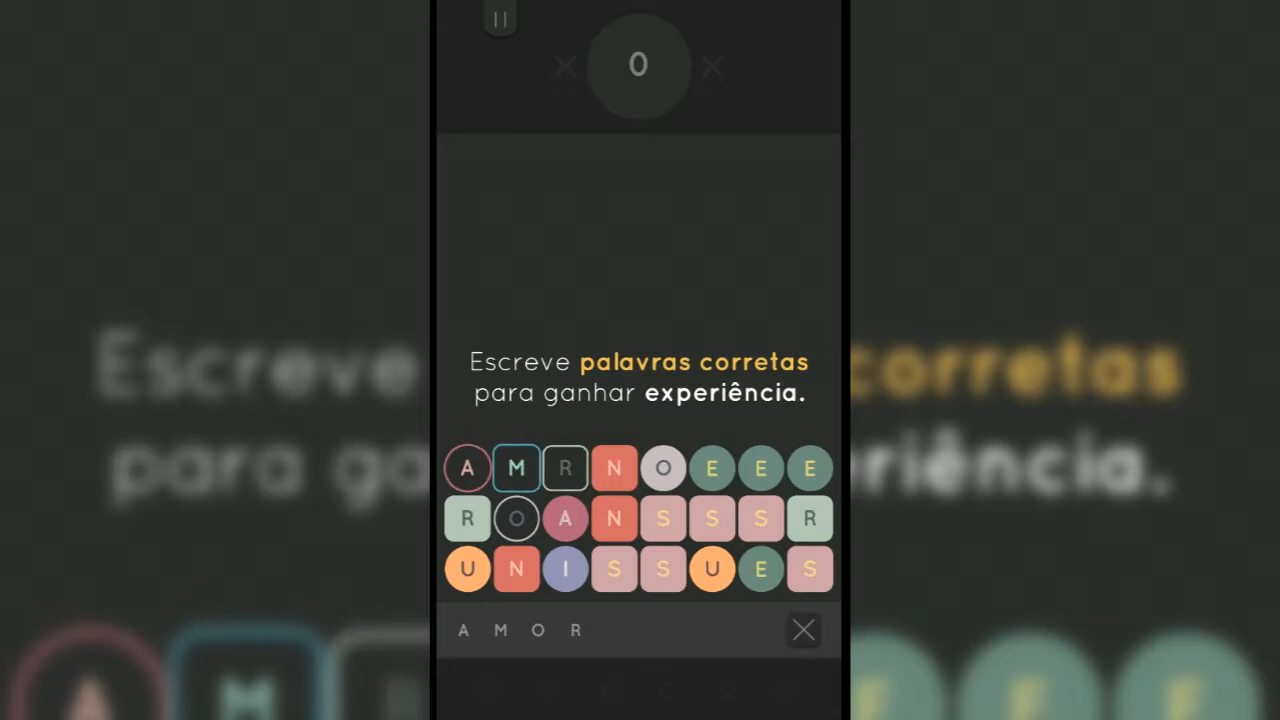 0
Escreve palavras corretas
para ganhar experiência.
A M R N O E E E
R O A N S S S R
U N I S S U E S
A M O R